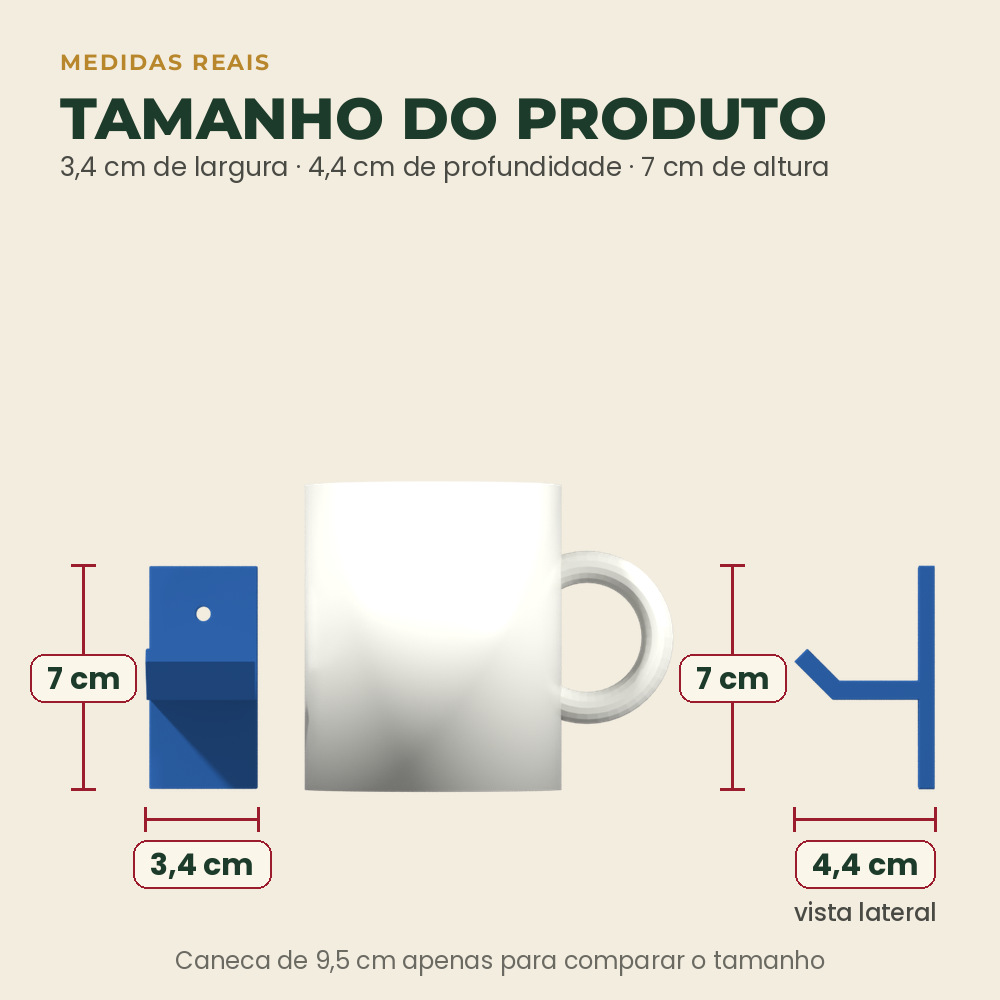 MEDIDAS REAIS
TAMANHO DO PRODUTO
3,4 cm de largura · 4,4 cm de profundidade · 7 cm de altura
7 cm
7 cm
3,4 cm
4,4 cm
vista lateral
Caneca de 9,5 cm apenas para comparar o tamanho